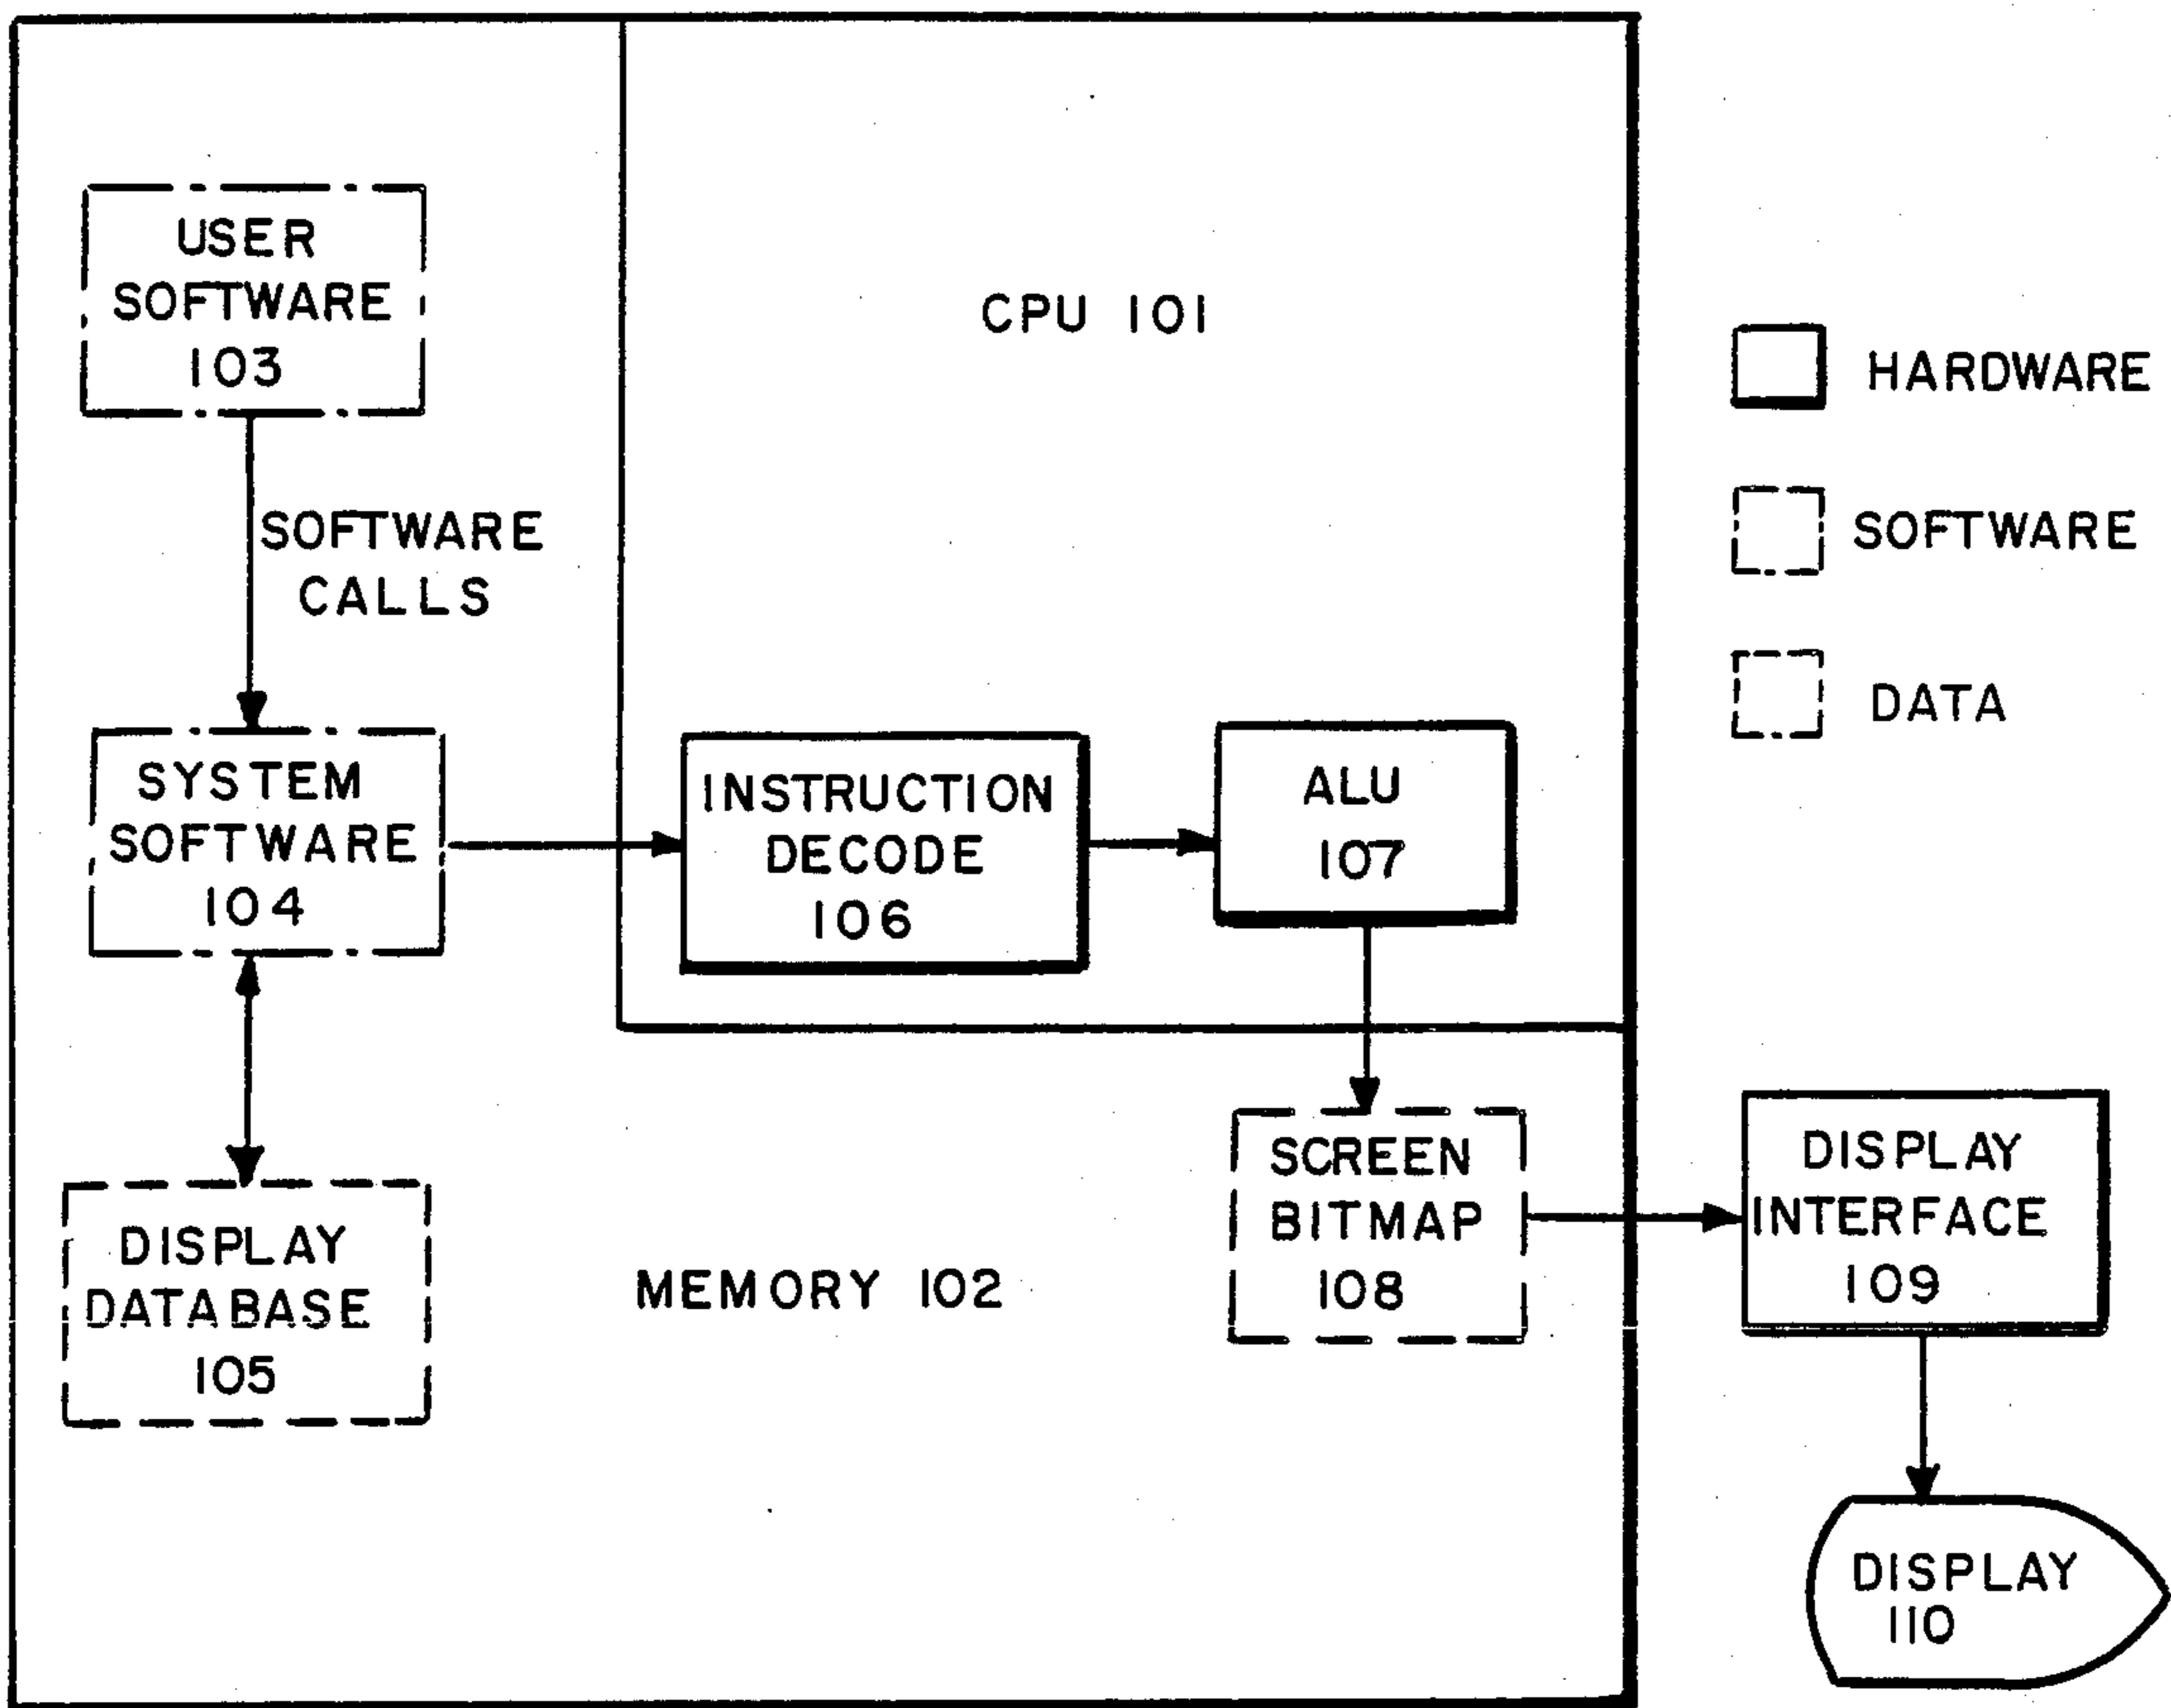 USER
SOFTWARE
103
SOFTWARE
CALLS
SYSTEM
SOFTWARE
104
DISPLAY
DATABASE
105
CPU 101
INSTRUCTION
DECODE
106
ALU
107
MEMORY 102
SCREEN
BITMAP
108
HARDWARE
SOFTWARE
DATA
DISPLAY
INTERFACE
109
DISPLAY
110